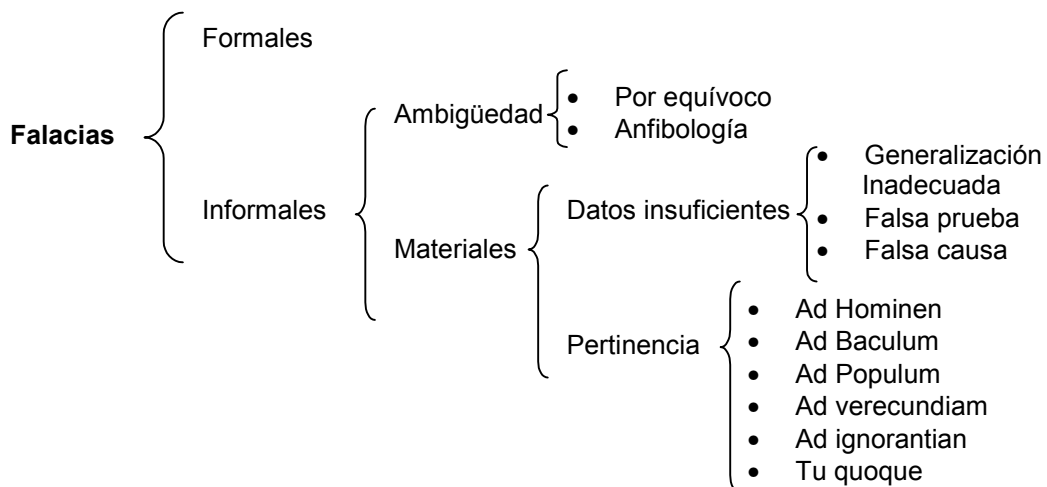 Falacias
Formales
Informales
Ambigüedad
• Por equívoco
• Anfibología
Materiales
Datos insuficientes
• Generalización
Inadecuada
• Falsa prueba
• Falsa causa
Pertinencia
• Ad Hominen
• Ad Baculum
• Ad Populum
• Ad verecundiam
• Ad ignorantian
• Tu quoque